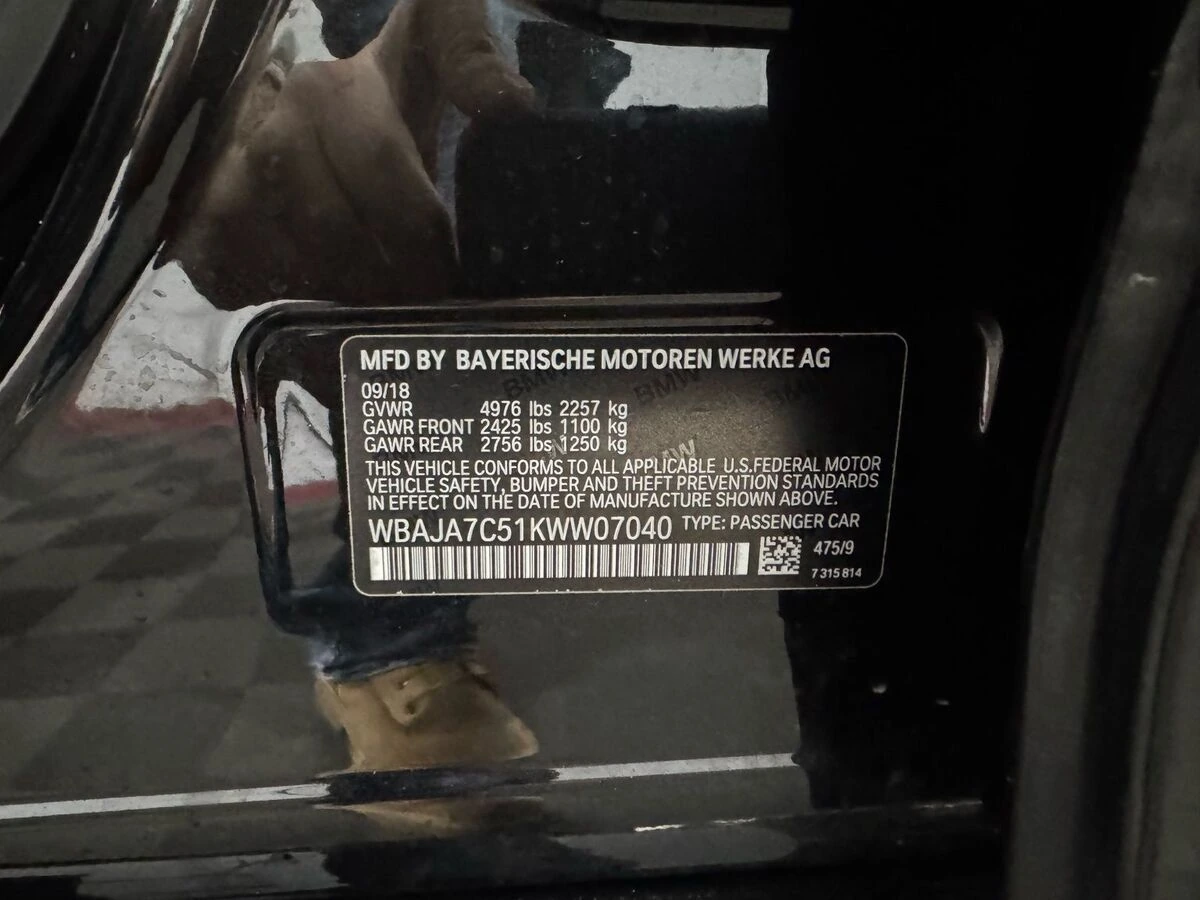 MFD BY BAYERISCHE MOTOREN WERKE AG
09/18
GVWR 4976 lbs 2257 kg
GAWR FRONT 2425 lbs 1100 kg
GAWR REAR 2756 lbs 1250 kg
THIS VEHICLE CONFORMS TO ALL APPLICABLE U.S.FEDERAL MOTOR
VEHICLE SAFETY, BUMPER AND THEFT PREVENTION STANDARDS
IN EFFECT ON THE DATE OF MANUFACTURE SHOWN ABOVE.
WBAJA7C51KWW07040 TYPE: PASSENGER CAR
475/9
7 315 814
BMW BMW BMW